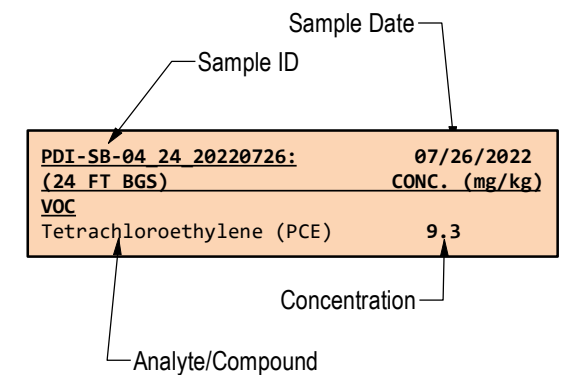 Sample Date
Sample ID
PDI-SB-04_24_20220726: 07/26/2022
(24 FT BGS) CONC. (mg/kg)
VOC
Tetrachloroethylene (PCE) 9.3
Concentration
Analyte/Compound